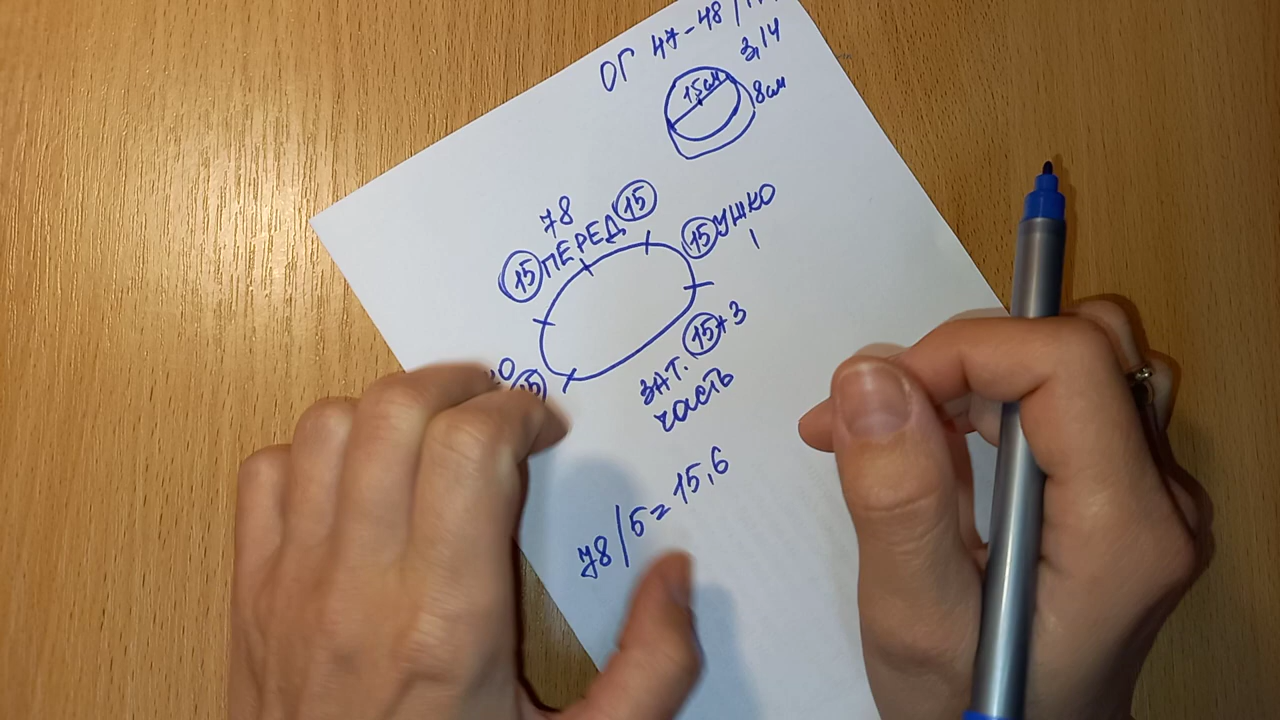 ОГ 47-48
3,14
15см
8см
78
15 ПЕРЕД 15
15 УШКО
1
15+3
ЗАТ.
часть
15
78/5=15,6